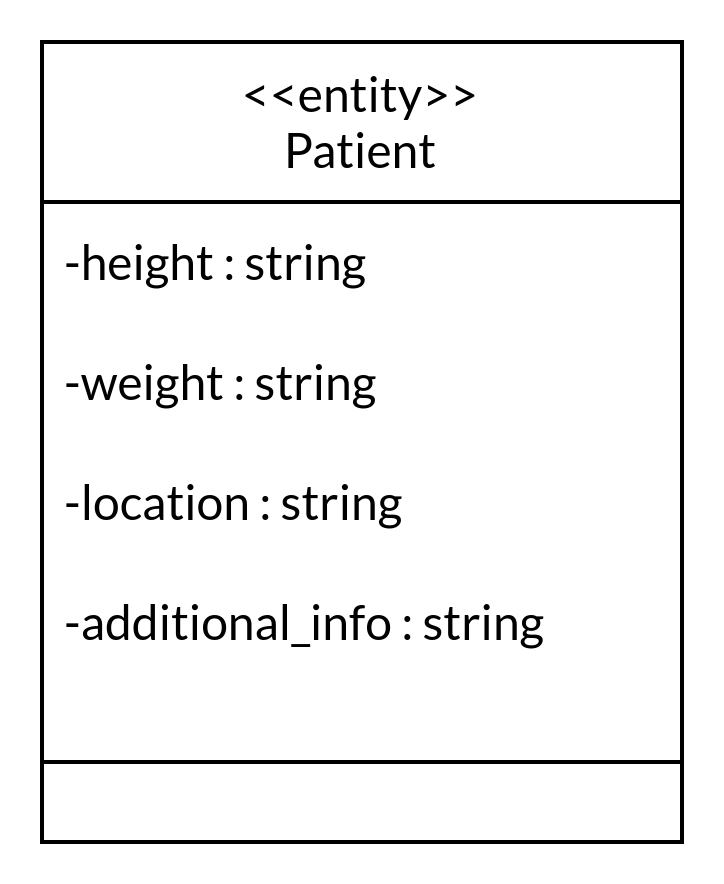 <<entity>>
Patient
-height : string
-weight : string
-location : string
-additional_info : string